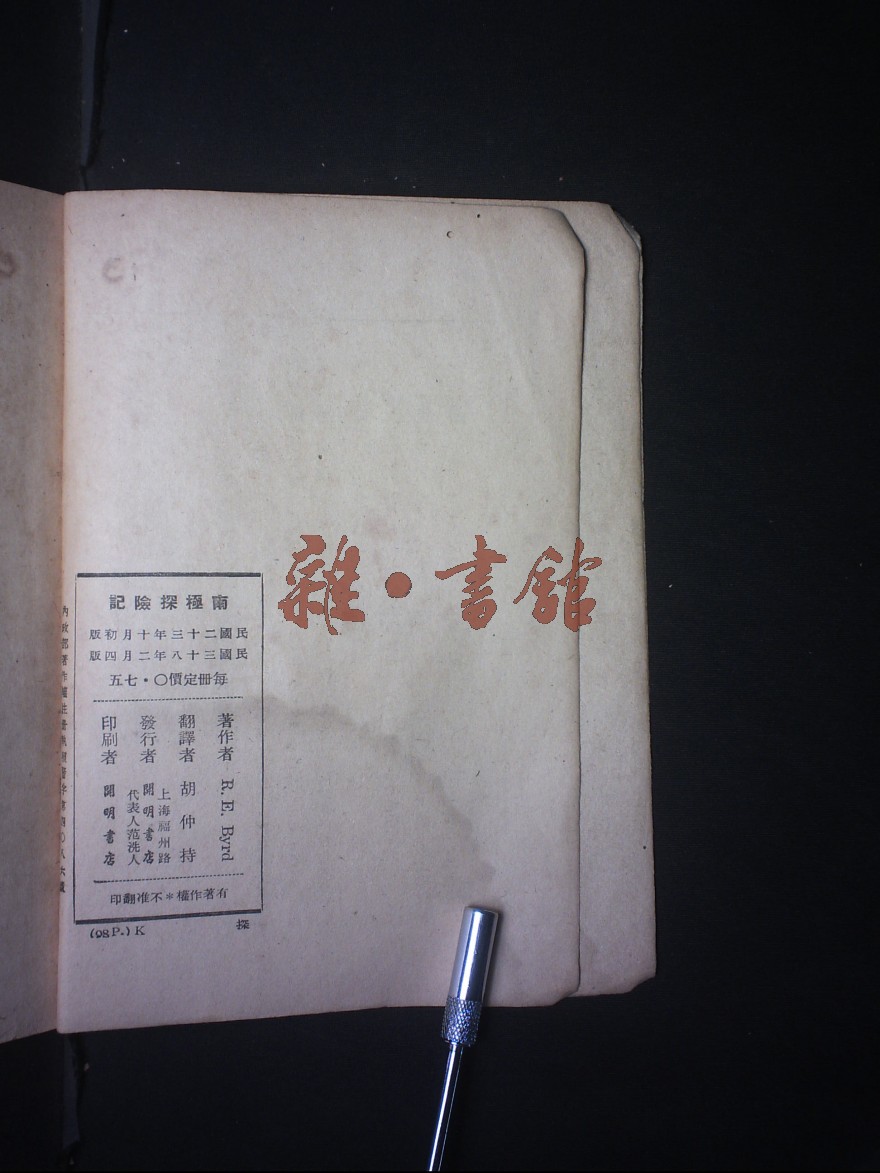 南極探險記
民國二十三年十月初版
民國三十八年二月四版
每冊定價〇·七五
著作者 R. E. Byrd
翻譯者 胡仲持
發行者 上海福州路
開明書店
代表人范洗人
印刷者 開明書店
有著作權*不准翻印
(98P.) K 探
雜·書館